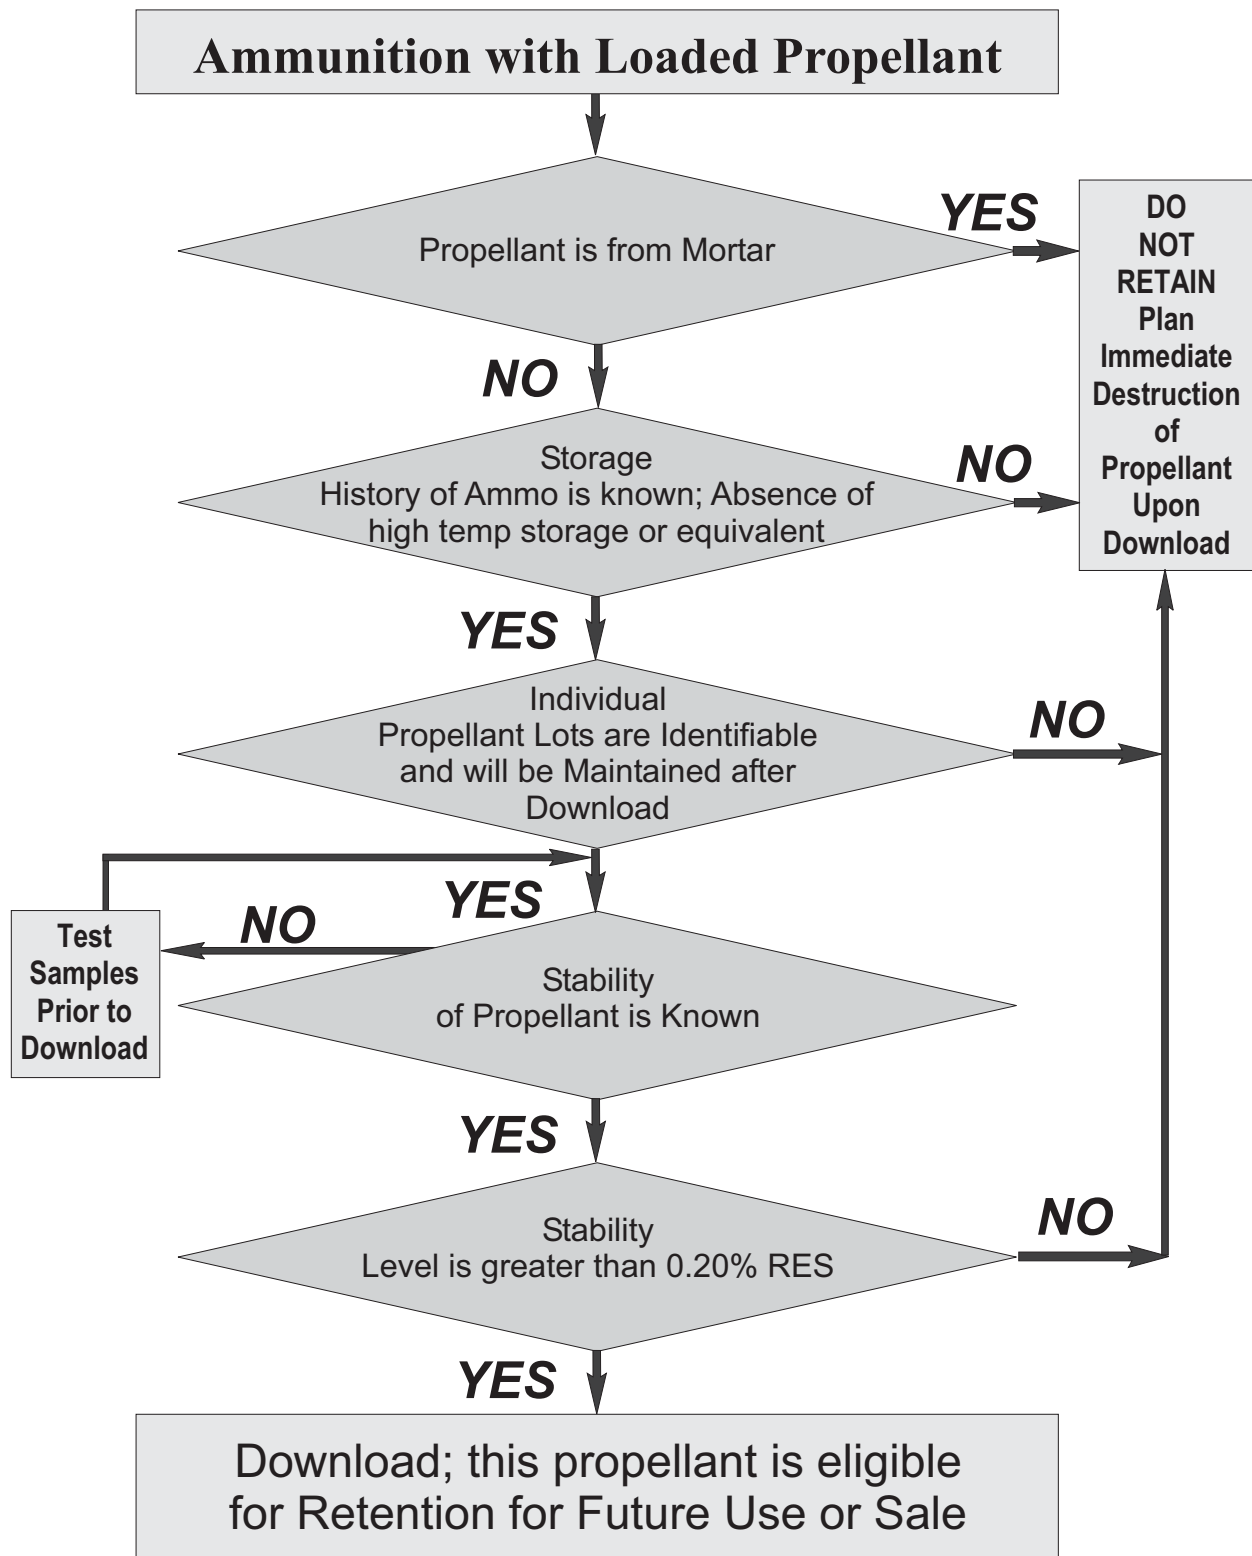 Ammunition with Loaded Propellant
Propellant is from Mortar
YES
DO
NOT
RETAIN
Plan
Immediate
Destruction
of
Propellant
Upon
Download
NO
Storage
History of Ammo is known; Absence of
high temp storage or equivalent
NO
YES
Individual
Propellant Lots are Identifiable
and will be Maintained after
Download
NO
YES
NO
Test
Samples
Prior to
Download
Stability
of Propellant is Known
YES
Stability
Level is greater than 0.20% RES
NO
YES
Download; this propellant is eligible
for Retention for Future Use or Sale